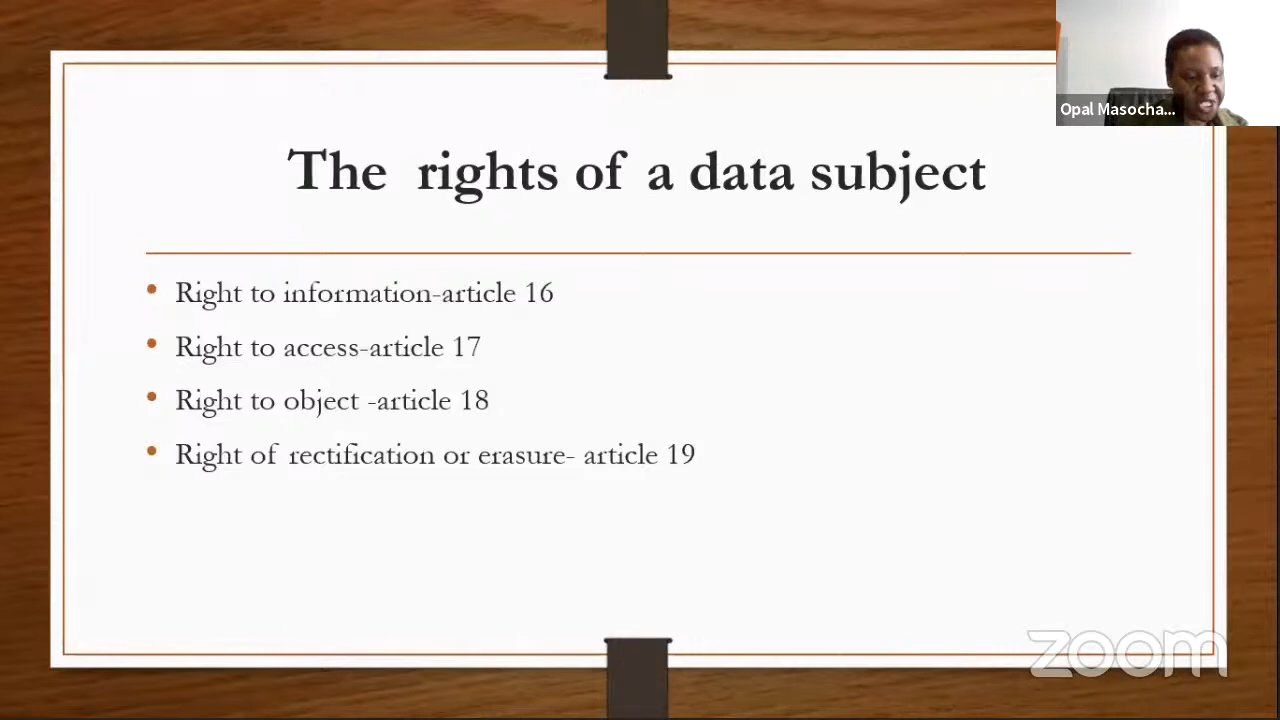 Opal Masocha...
The rights of a data subject
• Right to information-article 16
• Right to access-article 17
• Right to object -article 18
• Right of rectification or erasure- article 19
zoom